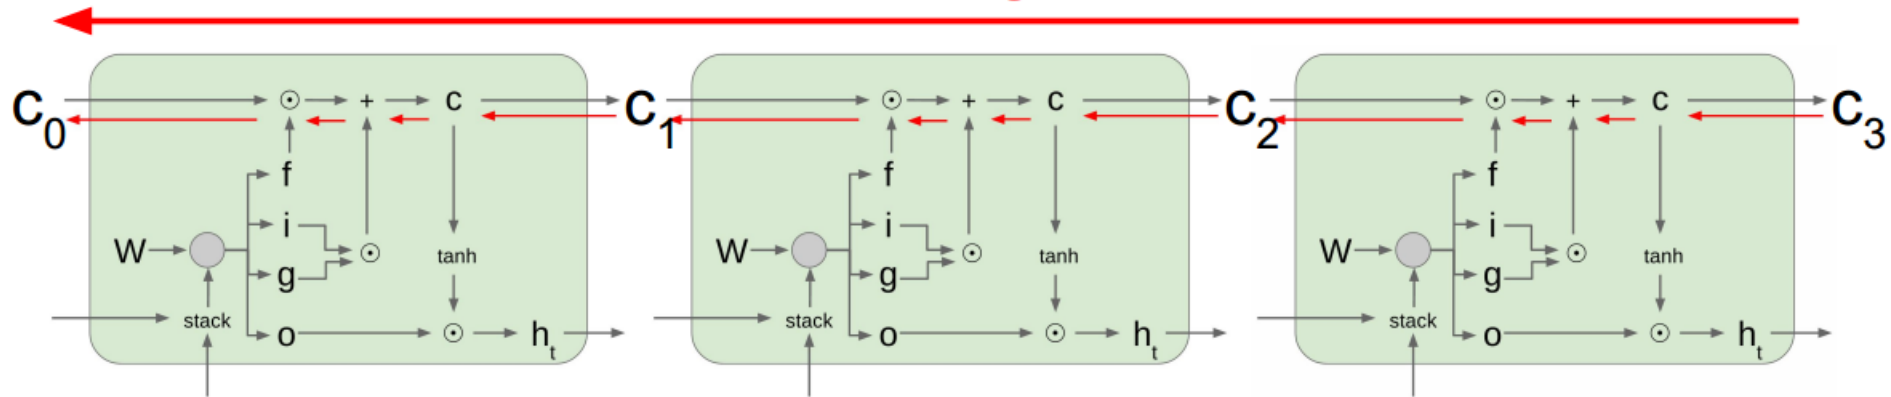 C₀ ⊙ + c C₁ ⊙ + c C₂ ⊙ + c C₃
f f f
i i i
W ⊙ tanh W ⊙ tanh W ⊙ tanh
g g g
stack stack stack
o ⊙ hₜ o ⊙ hₜ o ⊙ hₜ